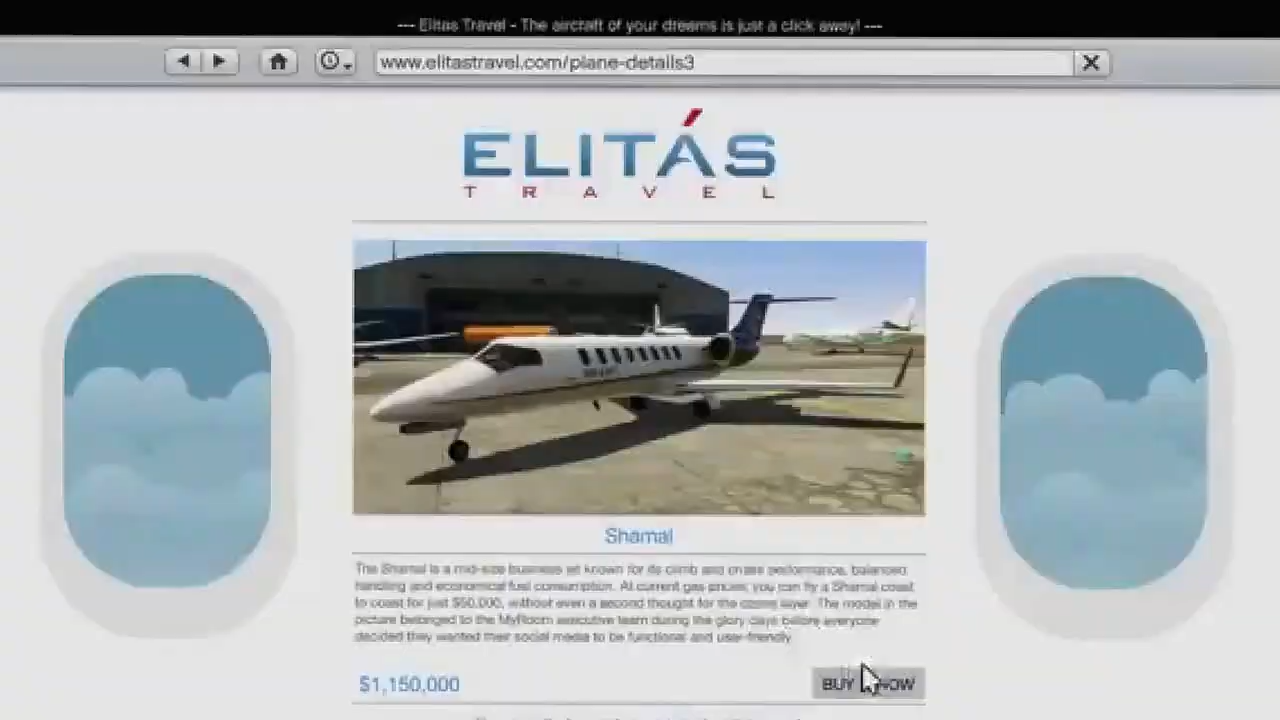 --- Elitas Travel - The aircraft of your dreams is just a click away! ---
www.elitastravel.com/plane-details3
ELITÁS
TRAVEL
Shamal
The Shamal is a mid-size business jet known for its climb and cruise performance, balanced
handling and economical fuel consumption. At current gas prices, you can fly a Shamal coast
to coast for just $50,000, without even a second thought for the ozone layer. The model in the
picture belonged to the MyRoom executive team during the glory days before everyone
decided they wanted their social media to be functional and user-friendly.
$1,150,000
BUY NOW